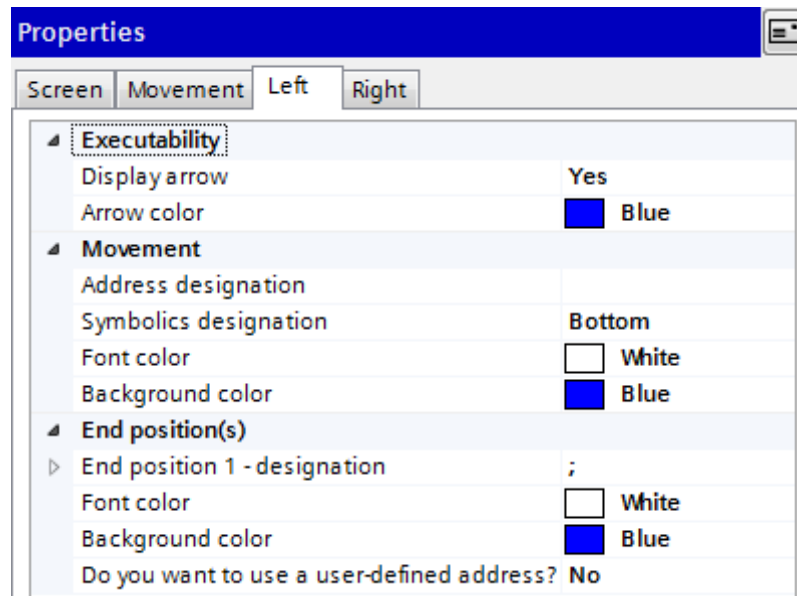 Properties
Screen Movement Left Right
Executability
Display arrow Yes
Arrow color Blue
Movement
Address designation
Symbolics designation Bottom
Font color White
Background color Blue
End position(s)
End position 1 - designation ;
Font color White
Background color Blue
Do you want to use a user-defined address? No